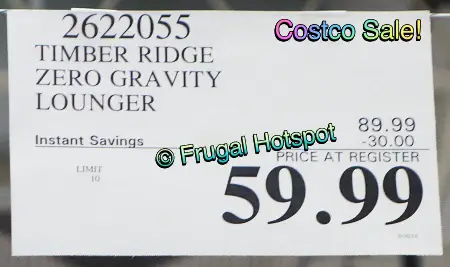 Costco Sale!
2622055
TIMBER RIDGE
ZERO GRAVITY
LOUNGER
89.99
Instant Savings -30.00
© Frugal Hotspot
PRICE AT REGISTER
LIMIT
10
59.99